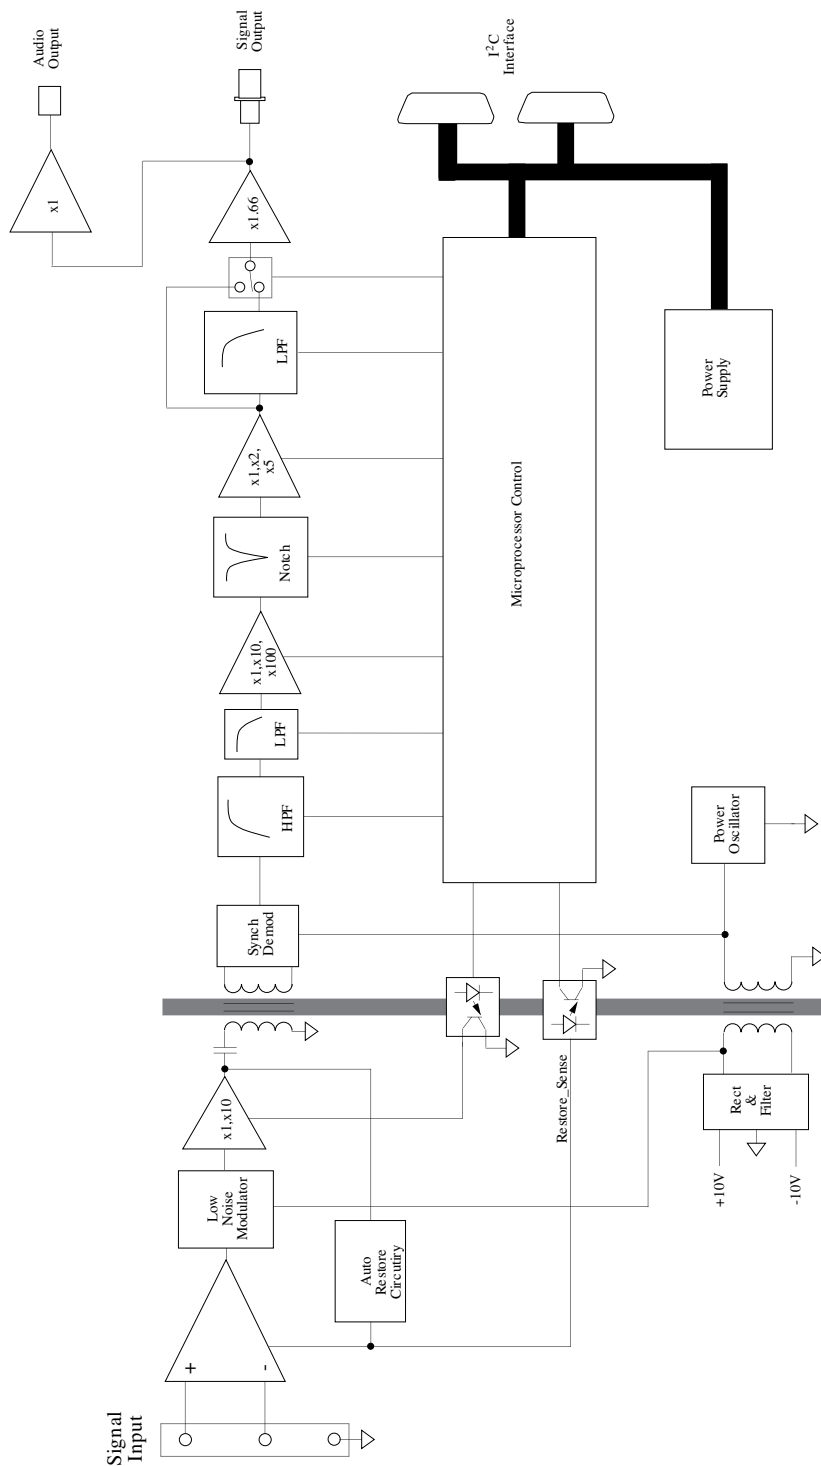 Signal
Input
+
-
Low
Noise
Modulator
x1,x10
Auto
Restore
Circutiry
Restore_Sense
+10V
-10V
Rect
&
Filter
Synch
Demod
Power
Oscillator
HPF
LPF
x1,x10,
x100
Notch
x1,x2,
x5
LPF
x1.66
x1
Microprocessor Control
Power
Supply
Audio
Output
Signal
Output
I²C
Interface